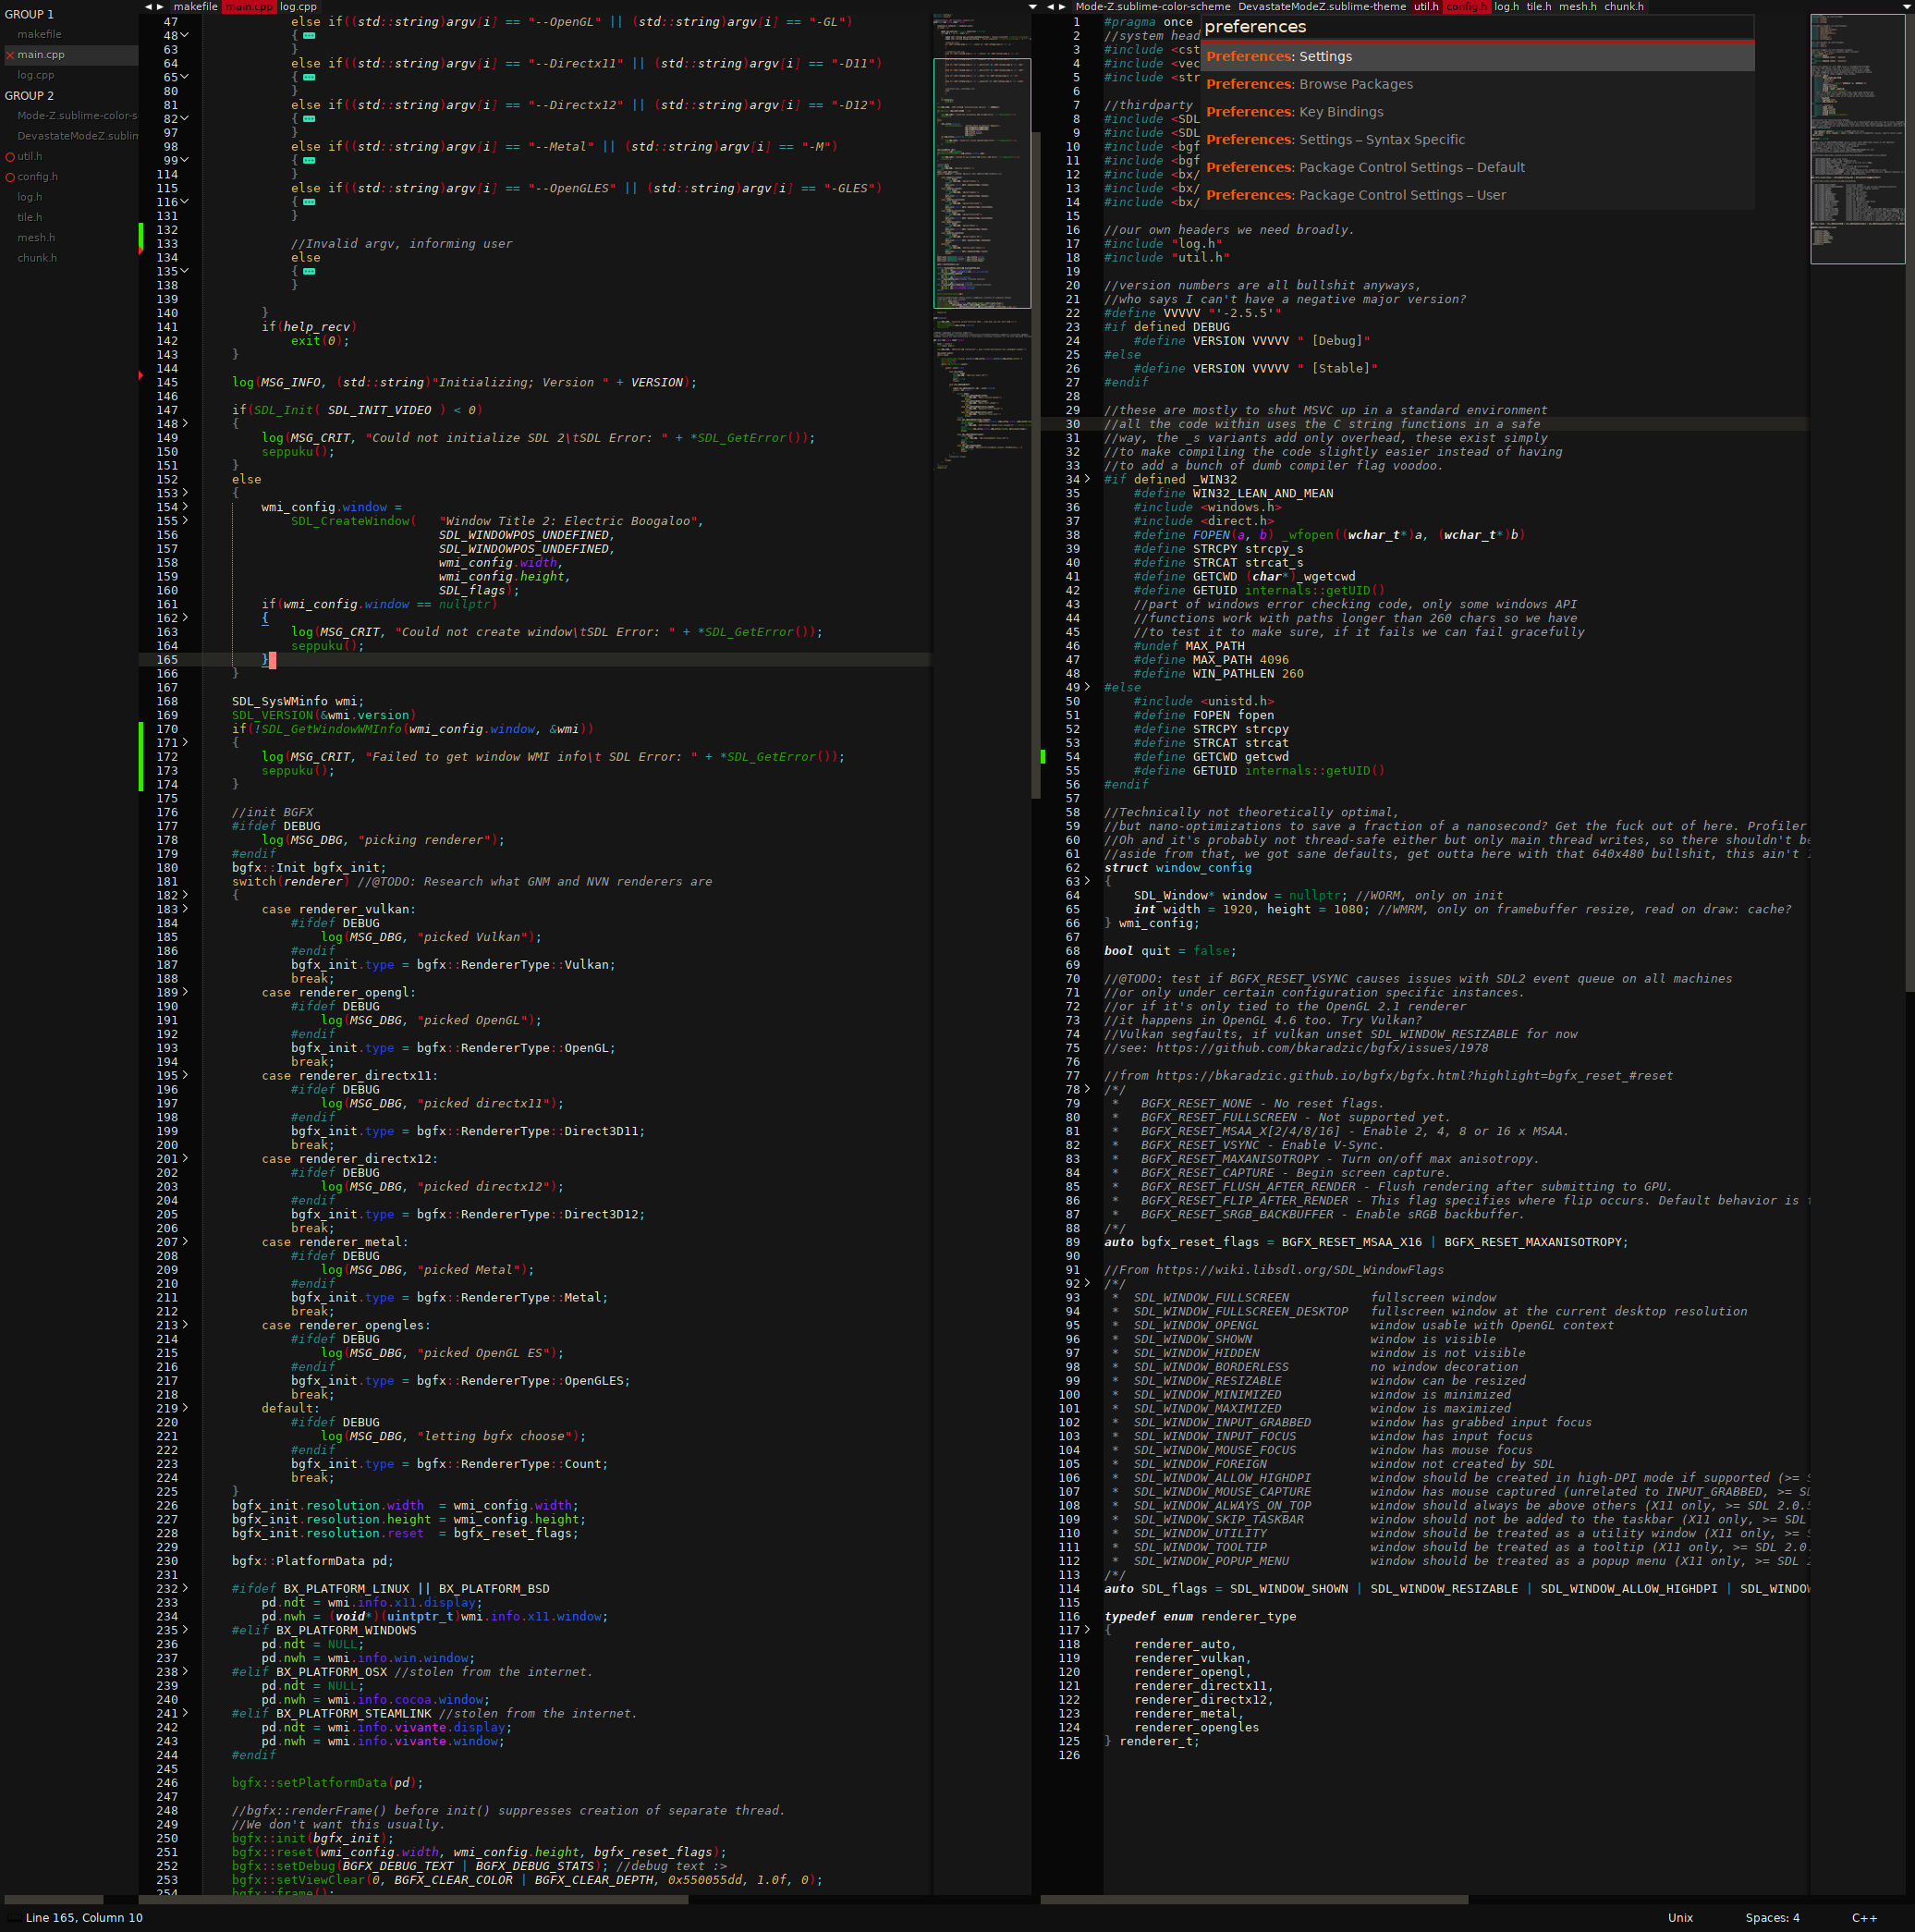 GROUP 1
makefile
main.cpp
log.cpp
GROUP 2
Mode-Z.sublime-color-s
DevastateModeZ.sublim
util.h
config.h
log.h
tile.h
mesh.h
chunk.h
makefile main.cpp log.cpp
47 else if((std::string)argv[i] == "--OpenGL" || (std::string)argv[i] == "-GL")
48 {
63 }
64 else if((std::string)argv[i] == "--Directx11" || (std::string)argv[i] == "-D11")
65 {
80 }
81 else if((std::string)argv[i] == "--Directx12" || (std::string)argv[i] == "-D12")
82 {
97 }
98 else if((std::string)argv[i] == "--Metal" || (std::string)argv[i] == "-M")
99 {
114 }
115 else if((std::string)argv[i] == "--OpenGLES" || (std::string)argv[i] == "-GLES")
116 {
131 }
132
133 //Invalid argv, informing user
134 else
135 {
138 }
139
140 }
141 if(help_recv)
142 exit(0);
143 }
144
145 log(MSG_INFO, (std::string)"Initializing; Version " + VERSION);
146
147 if(SDL_Init( SDL_INIT_VIDEO ) < 0)
148 {
149 log(MSG_CRIT, "Could not initialize SDL 2\tSDL Error: " + *SDL_GetError());
150 seppuku();
151 }
152 else
153 {
154 wmi_config.window =
155 SDL_CreateWindow( "Window Title 2: Electric Boogaloo",
156 SDL_WINDOWPOS_UNDEFINED,
157 SDL_WINDOWPOS_UNDEFINED,
158 wmi_config.width,
159 wmi_config.height,
160 SDL_flags);
161 if(wmi_config.window == nullptr)
162 {
163 log(MSG_CRIT, "Could not create window\tSDL Error: " + *SDL_GetError());
164 seppuku();
165 }
166 }
167
168 SDL_SysWMinfo wmi;
169 SDL_VERSION(&wmi.version)
170 if(!SDL_GetWindowWMInfo(wmi_config.window, &wmi))
171 {
172 log(MSG_CRIT, "Failed to get window WMI info\t SDL Error: " + *SDL_GetError());
173 seppuku();
174 }
175
176 //init BGFX
177 #ifdef DEBUG
178 log(MSG_DBG, "picking renderer");
179 #endif
180 bgfx::Init bgfx_init;
181 switch(renderer) //@TODO: Research what GNM and NVN renderers are
182 {
183 case renderer_vulkan:
184 #ifdef DEBUG
185 log(MSG_DBG, "picked Vulkan");
186 #endif
187 bgfx_init.type = bgfx::RendererType::Vulkan;
188 break;
189 case renderer_opengl:
190 #ifdef DEBUG
191 log(MSG_DBG, "picked OpenGL");
192 #endif
193 bgfx_init.type = bgfx::RendererType::OpenGL;
194 break;
195 case renderer_directx11:
196 #ifdef DEBUG
197 log(MSG_DBG, "picked directx11");
198 #endif
199 bgfx_init.type = bgfx::RendererType::Direct3D11;
200 break;
201 case renderer_directx12:
202 #ifdef DEBUG
203 log(MSG_DBG, "picked directx12");
204 #endif
205 bgfx_init.type = bgfx::RendererType::Direct3D12;
206 break;
207 case renderer_metal:
208 #ifdef DEBUG
209 log(MSG_DBG, "picked Metal");
210 #endif
211 bgfx_init.type = bgfx::RendererType::Metal;
212 break;
213 case renderer_opengles:
214 #ifdef DEBUG
215 log(MSG_DBG, "picked OpenGL ES");
216 #endif
217 bgfx_init.type = bgfx::RendererType::OpenGLES;
218 break;
219 default:
220 #ifdef DEBUG
221 log(MSG_DBG, "letting bgfx choose");
222 #endif
223 bgfx_init.type = bgfx::RendererType::Count;
224 break;
225 }
226 bgfx_init.resolution.width = wmi_config.width;
227 bgfx_init.resolution.height = wmi_config.height;
228 bgfx_init.resolution.reset = bgfx_reset_flags;
229
230 bgfx::PlatformData pd;
231
232 #ifdef BX_PLATFORM_LINUX || BX_PLATFORM_BSD
233 pd.ndt = wmi.info.x11.display;
234 pd.nwh = (void*)(uintptr_t)wmi.info.x11.window;
235 #elif BX_PLATFORM_WINDOWS
236 pd.ndt = NULL;
237 pd.nwh = wmi.info.win.window;
238 #elif BX_PLATFORM_OSX //stolen from the internet.
239 pd.ndt = NULL;
240 pd.nwh = wmi.info.cocoa.window;
241 #elif BX_PLATFORM_STEAMLINK //stolen from the internet.
242 pd.ndt = wmi.info.vivante.display;
243 pd.nwh = wmi.info.vivante.window;
244 #endif
245
246 bgfx::setPlatformData(pd);
247
248 //bgfx::renderFrame() before init() suppresses creation of separate thread.
249 //We don't want this usually.
250 bgfx::init(bgfx_init);
251 bgfx::reset(wmi_config.width, wmi_config.height, bgfx_reset_flags);
252 bgfx::setDebug(BGFX_DEBUG_TEXT | BGFX_DEBUG_STATS); //debug text :>
253 bgfx::setViewClear(0, BGFX_CLEAR_COLOR | BGFX_CLEAR_DEPTH, 0x550055dd, 1.0f, 0);
254 bgfx::frame();
Mode-Z.sublime-color-scheme DevastateModeZ.sublime-theme util.h config.h log.h tile.h mesh.h chunk.h
preferences
Preferences: Settings
Preferences: Browse Packages
Preferences: Key Bindings
Preferences: Settings – Syntax Specific
Preferences: Package Control Settings – Default
Preferences: Package Control Settings – User
1 #pragma once
2 //system head
3 #include <cst
4 #include <vec
5 #include <str
6
7 //thirdparty
8 #include <SDL
9 #include <SDL
10 #include <bgf
11 #include <bgf
12 #include <bx/
13 #include <bx/
14 #include <bx/
15
16 //our own headers we need broadly.
17 #include "log.h"
18 #include "util.h"
19
20 //version numbers are all bullshit anyways,
21 //who says I can't have a negative major version?
22 #define VVVVV "'-2.5.5'"
23 #if defined DEBUG
24 #define VERSION VVVVV " [Debug]"
25 #else
26 #define VERSION VVVVV " [Stable]"
27 #endif
28
29 //these are mostly to shut MSVC up in a standard environment
30 //all the code within uses the C string functions in a safe
31 //way, the _s variants add only overhead, these exist simply
32 //to make compiling the code slightly easier instead of having
33 //to add a bunch of dumb compiler flag voodoo.
34 #if defined _WIN32
35 #define WIN32_LEAN_AND_MEAN
36 #include <windows.h>
37 #include <direct.h>
38 #define FOPEN(a, b) _wfopen((wchar_t*)a, (wchar_t*)b)
39 #define STRCPY strcpy_s
40 #define STRCAT strcat_s
41 #define GETCWD (char*)_wgetcwd
42 #define GETUID internals::getUID()
43 //part of windows error checking code, only some windows API
44 //functions work with paths longer than 260 chars so we have
45 //to test it to make sure, if it fails we can fail gracefully
46 #undef MAX_PATH
47 #define MAX_PATH 4096
48 #define WIN_PATHLEN 260
49 #else
50 #include <unistd.h>
51 #define FOPEN fopen
52 #define STRCPY strcpy
53 #define STRCAT strcat
54 #define GETCWD getcwd
55 #define GETUID internals::getUID()
56 #endif
57
58 //Technically not theoretically optimal,
59 //but nano-optimizations to save a fraction of a nanosecond? Get the fuck out of here. Profiler
60 //Oh and it's probably not thread-safe either but only main thread writes, so there shouldn't be
61 //aside from that, we got sane defaults, get outta here with that 640x480 bullshit, this ain't
62 struct window_config
63 {
64 SDL_Window* window = nullptr; //WORM, only on init
65 int width = 1920, height = 1080; //WMRM, only on framebuffer resize, read on draw: cache?
66 } wmi_config;
67
68 bool quit = false;
69
70 //@TODO: test if BGFX_RESET_VSYNC causes issues with SDL2 event queue on all machines
71 //or only under certain configuration specific instances.
72 //or if it's only tied to the OpenGL 2.1 renderer
73 //it happens in OpenGL 4.6 too. Try Vulkan?
74 //Vulkan segfaults, if vulkan unset SDL_WINDOW_RESIZABLE for now
75 //see: https://github.com/bkaradzic/bgfx/issues/1978
76
77 //from https://bkaradzic.github.io/bgfx/bgfx.html?highlight=bgfx_reset_#reset
78 /*/
79 * BGFX_RESET_NONE - No reset flags.
80 * BGFX_RESET_FULLSCREEN - Not supported yet.
81 * BGFX_RESET_MSAA_X[2/4/8/16] - Enable 2, 4, 8 or 16 x MSAA.
82 * BGFX_RESET_VSYNC - Enable V-Sync.
83 * BGFX_RESET_MAXANISOTROPY - Turn on/off max anisotropy.
84 * BGFX_RESET_CAPTURE - Begin screen capture.
85 * BGFX_RESET_FLUSH_AFTER_RENDER - Flush rendering after submitting to GPU.
86 * BGFX_RESET_FLIP_AFTER_RENDER - This flag specifies where flip occurs. Default behavior is
87 * BGFX_RESET_SRGB_BACKBUFFER - Enable sRGB backbuffer.
88 /*/
89 auto bgfx_reset_flags = BGFX_RESET_MSAA_X16 | BGFX_RESET_MAXANISOTROPY;
90
91 //From https://wiki.libsdl.org/SDL_WindowFlags
92 /*/
93 * SDL_WINDOW_FULLSCREEN fullscreen window
94 * SDL_WINDOW_FULLSCREEN_DESKTOP fullscreen window at the current desktop resolution
95 * SDL_WINDOW_OPENGL window usable with OpenGL context
96 * SDL_WINDOW_SHOWN window is visible
97 * SDL_WINDOW_HIDDEN window is not visible
98 * SDL_WINDOW_BORDERLESS no window decoration
99 * SDL_WINDOW_RESIZABLE window can be resized
100 * SDL_WINDOW_MINIMIZED window is minimized
101 * SDL_WINDOW_MAXIMIZED window is maximized
102 * SDL_WINDOW_INPUT_GRABBED window has grabbed input focus
103 * SDL_WINDOW_INPUT_FOCUS window has input focus
104 * SDL_WINDOW_MOUSE_FOCUS window has mouse focus
105 * SDL_WINDOW_FOREIGN window not created by SDL
106 * SDL_WINDOW_ALLOW_HIGHDPI window should be created in high-DPI mode if supported (>=
107 * SDL_WINDOW_MOUSE_CAPTURE window has mouse captured (unrelated to INPUT_GRABBED, >= SD
108 * SDL_WINDOW_ALWAYS_ON_TOP window should always be above others (X11 only, >= SDL 2.0.5
109 * SDL_WINDOW_SKIP_TASKBAR window should not be added to the taskbar (X11 only, >= SDL
110 * SDL_WINDOW_UTILITY window should be treated as a utility window (X11 only, >=
111 * SDL_WINDOW_TOOLTIP window should be treated as a tooltip (X11 only, >= SDL 2.0.
112 * SDL_WINDOW_POPUP_MENU window should be treated as a popup menu (X11 only, >= SDL
113 /*/
114 auto SDL_flags = SDL_WINDOW_SHOWN | SDL_WINDOW_RESIZABLE | SDL_WINDOW_ALLOW_HIGHDPI | SDL_WINDOW
115
116 typedef enum renderer_type
117 {
118 renderer_auto,
119 renderer_vulkan,
120 renderer_opengl,
121 renderer_directx11,
122 renderer_directx12,
123 renderer_metal,
124 renderer_opengles
125 } renderer_t;
126
Line 165, Column 10
Unix Spaces: 4 C++